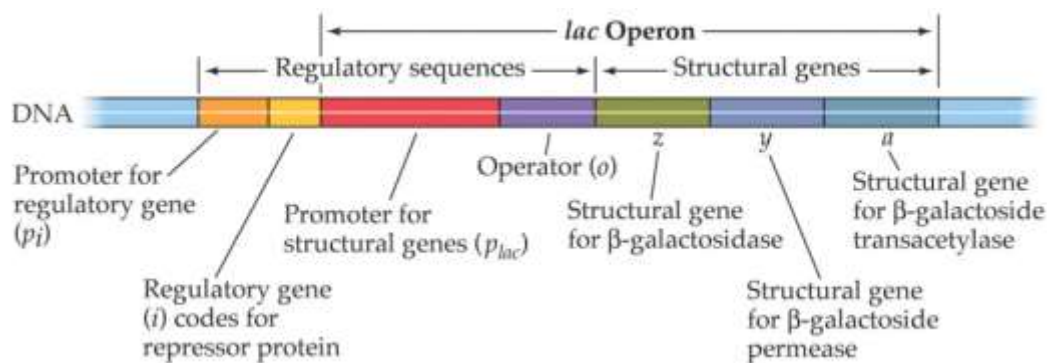 lac Operon
Regulatory sequences
Structural genes
DNA
z
y
a
Operator (o)
Promoter for
regulatory gene
(pi)
Promoter for
structural genes (plac)
Structural gene
for β-galactosidase
Structural gene
for β-galactoside
transacetylase
Regulatory gene
(i) codes for
repressor protein
Structural gene
for β-galactoside
permease